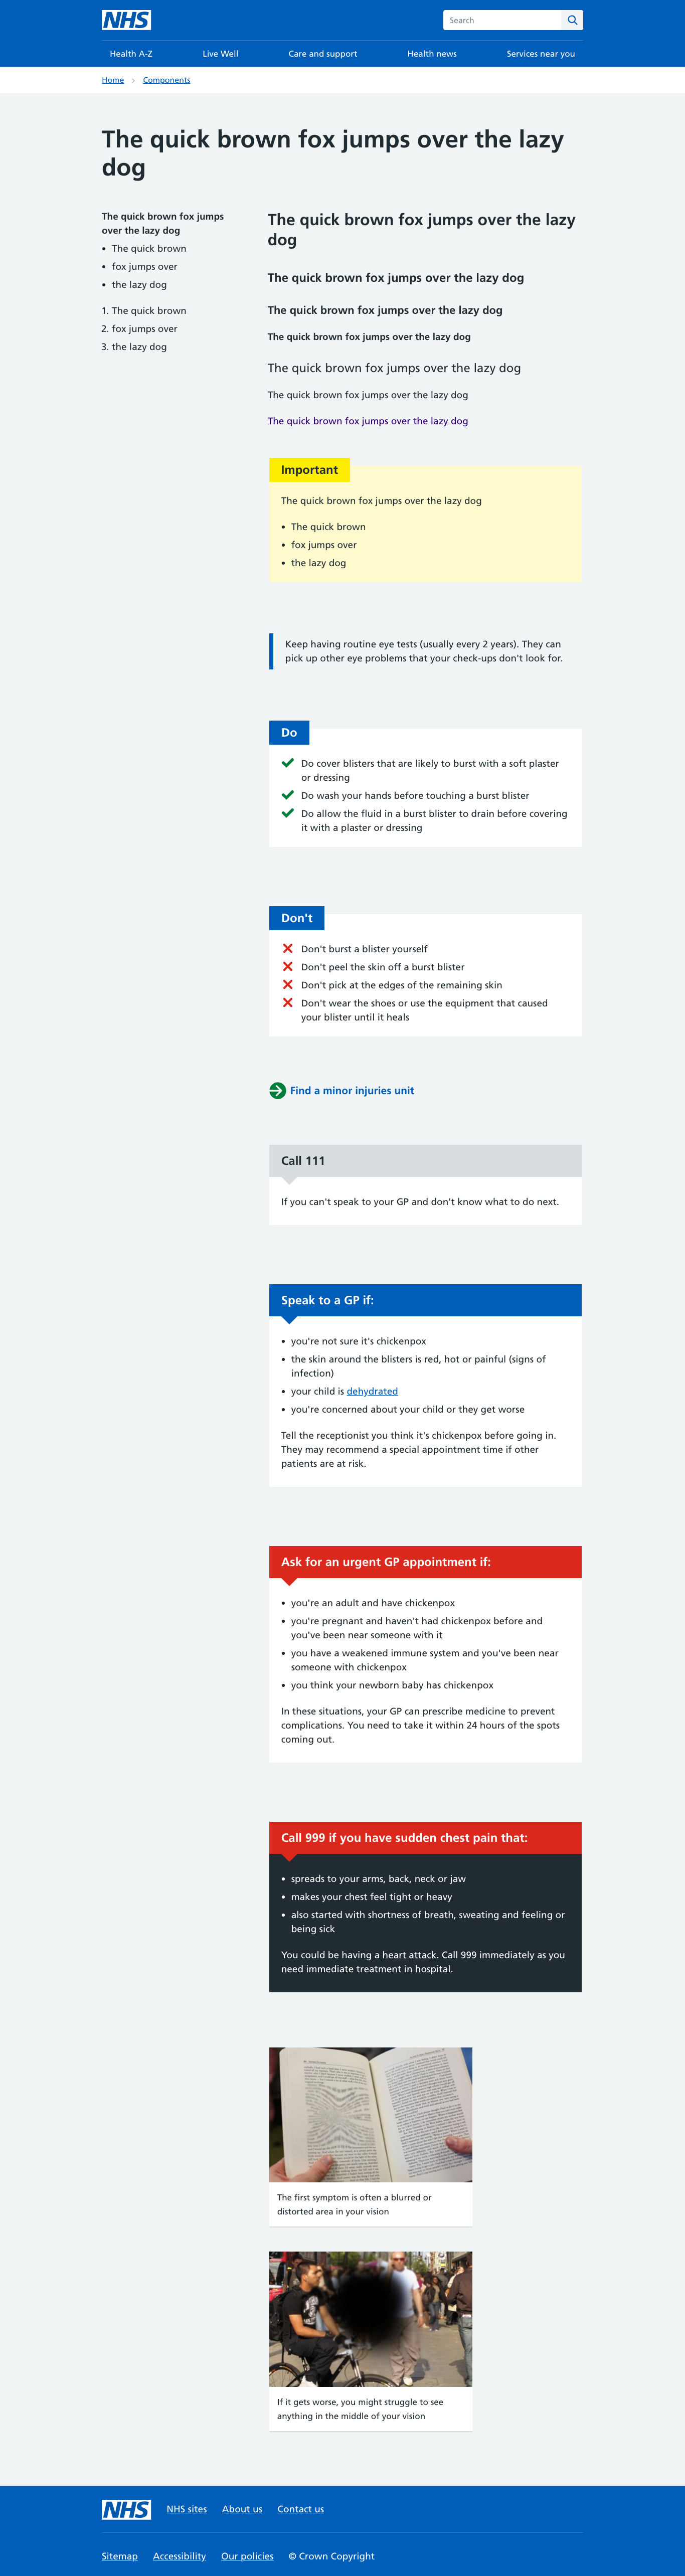 NHS
Search
Health A-Z
Live Well
Care and support
Health news
Services near you
Home
Components
The quick brown fox jumps over the lazy
dog
The quick brown fox jumps
over the lazy dog
• The quick brown
• fox jumps over
• the lazy dog
1. The quick brown
2. fox jumps over
3. the lazy dog
The quick brown fox jumps over the lazy
dog
The quick brown fox jumps over the lazy dog
The quick brown fox jumps over the lazy dog
The quick brown fox jumps over the lazy dog
The quick brown fox jumps over the lazy dog
The quick brown fox jumps over the lazy dog
The quick brown fox jumps over the lazy dog
Important
The quick brown fox jumps over the lazy dog
• The quick brown
• fox jumps over
• the lazy dog
Keep having routine eye tests (usually every 2 years). They can
pick up other eye problems that your check-ups don't look for.
Do
Do cover blisters that are likely to burst with a soft plaster
or dressing
Do wash your hands before touching a burst blister
Do allow the fluid in a burst blister to drain before covering
it with a plaster or dressing
Don't
Don't burst a blister yourself
Don't peel the skin off a burst blister
Don't pick at the edges of the remaining skin
Don't wear the shoes or use the equipment that caused
your blister until it heals
Find a minor injuries unit
Call 111
If you can't speak to your GP and don't know what to do next.
Speak to a GP if:
• you're not sure it's chickenpox
• the skin around the blisters is red, hot or painful (signs of
infection)
• your child is dehydrated
• you're concerned about your child or they get worse
Tell the receptionist you think it's chickenpox before going in.
They may recommend a special appointment time if other
patients are at risk.
Ask for an urgent GP appointment if:
• you're an adult and have chickenpox
• you're pregnant and haven't had chickenpox before and
you've been near someone with it
• you have a weakened immune system and you've been near
someone with chickenpox
• you think your newborn baby has chickenpox
In these situations, your GP can prescribe medicine to prevent
complications. You need to take it within 24 hours of the spots
coming out.
Call 999 if you have sudden chest pain that:
• spreads to your arms, back, neck or jaw
• makes your chest feel tight or heavy
• also started with shortness of breath, sweating and feeling or
being sick
You could be having a heart attack. Call 999 immediately as you
need immediate treatment in hospital.
The first symptom is often a blurred or
distorted area in your vision
If it gets worse, you might struggle to see
anything in the middle of your vision
NHS
NHS sites
About us
Contact us
Sitemap
Accessibility
Our policies
© Crown Copyright